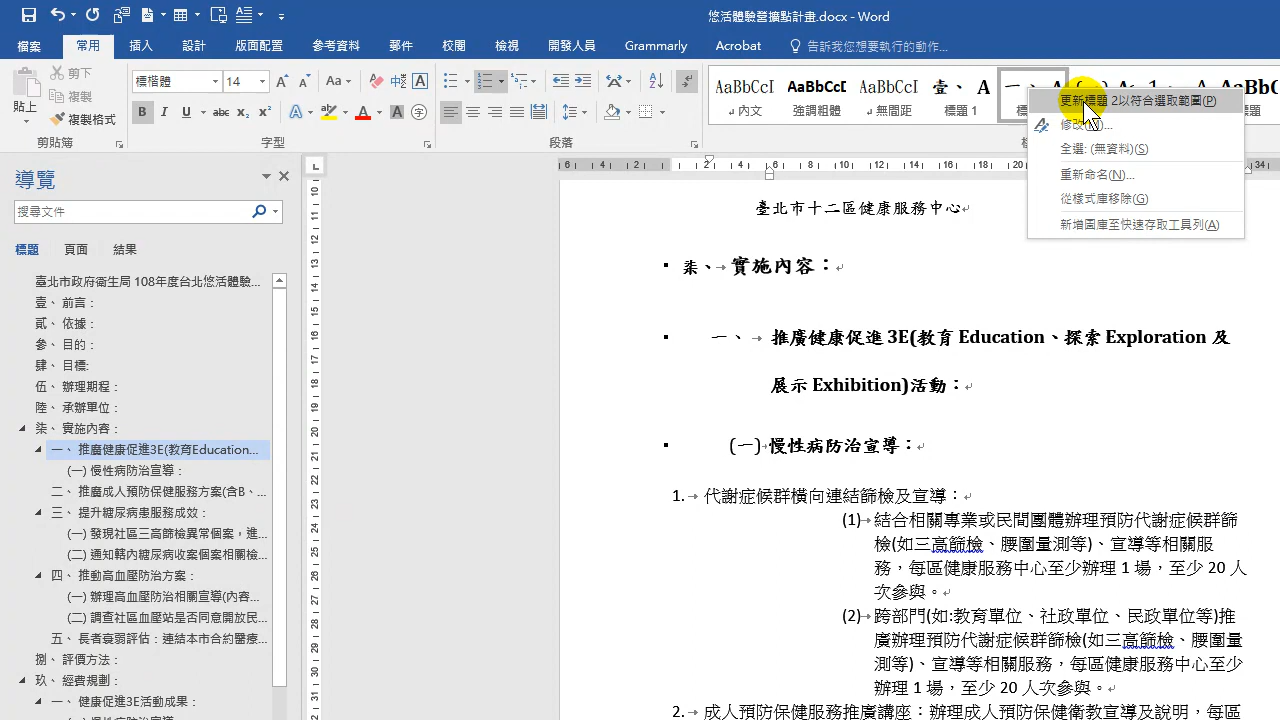 悠活體驗營擴點計畫.docx - Word
檔案 常用 插入 設計 版面配置 參考資料 郵件 校閱 檢視 開發人員 Grammarly Acrobat 告訴我您想要執行的動作...
貼上
剪下
複製
複製格式
剪貼簿
標楷體 14
B I U abc x₂ x²
字型
段落
AaBbCcI AaBbCcD AaBbCcI 壹、 A
內文 強調粗體 無間距 標題 1
更新標題 2以符合選取範圍(P)
修改(M)...
全選: (無資料)(S)
重新命名(N)...
從樣式庫移除(G)
新增圖庫至快速存取工具列(A)
導覽
搜尋文件
標題 頁面 結果
臺北市政府衛生局 108年度台北悠活體驗...
壹、 前言：
貳、 依據：
參、 目的：
肆、 目標:
伍、 辦理期程：
陸、 承辦單位：
柒、 實施內容：
一、 推廣健康促進3E(教育Education...
(一) 慢性病防治宣導：
二、 推廣成人預防保健服務方案(含B、...
三、 提升糖尿病患服務成效：
(一) 發現社區三高篩檢異常個案，進...
(二) 通知轄內糖尿病收案個案相關檢...
四、 推動高血壓防治方案：
(一) 辦理高血壓防治相關宣導(內容...
(二) 調查社區血壓站是否同意開放民...
五、 長者衰弱評估：連結本市合約醫療...
捌、 評價方法：
玖、 經費規劃：
一、 健康促進3E活動成果：
臺北市十二區健康服務中心
柒、 實施內容：
一、 推廣健康促進 3E(教育 Education、探索 Exploration 及
展示 Exhibition)活動：
(一) 慢性病防治宣導：
1. 代謝症候群橫向連結篩檢及宣導：
(1) 結合相關專業或民間團體辦理預防代謝症候群篩
檢(如三高篩檢、腰圍量測等)、宣導等相關服
務，每區健康服務中心至少辦理 1 場，至少 20 人
次參與。
(2) 跨部門(如:教育單位、社政單位、民政單位等)推
廣辦理預防代謝症候群篩檢(如三高篩檢、腰圍量
測等)、宣導等相關服務，每區健康服務中心至少
辦理 1 場，至少 20 人次參與。
2. 成人預防保健服務推廣講座：辦理成人預防保健衛教宣導及說明，每區